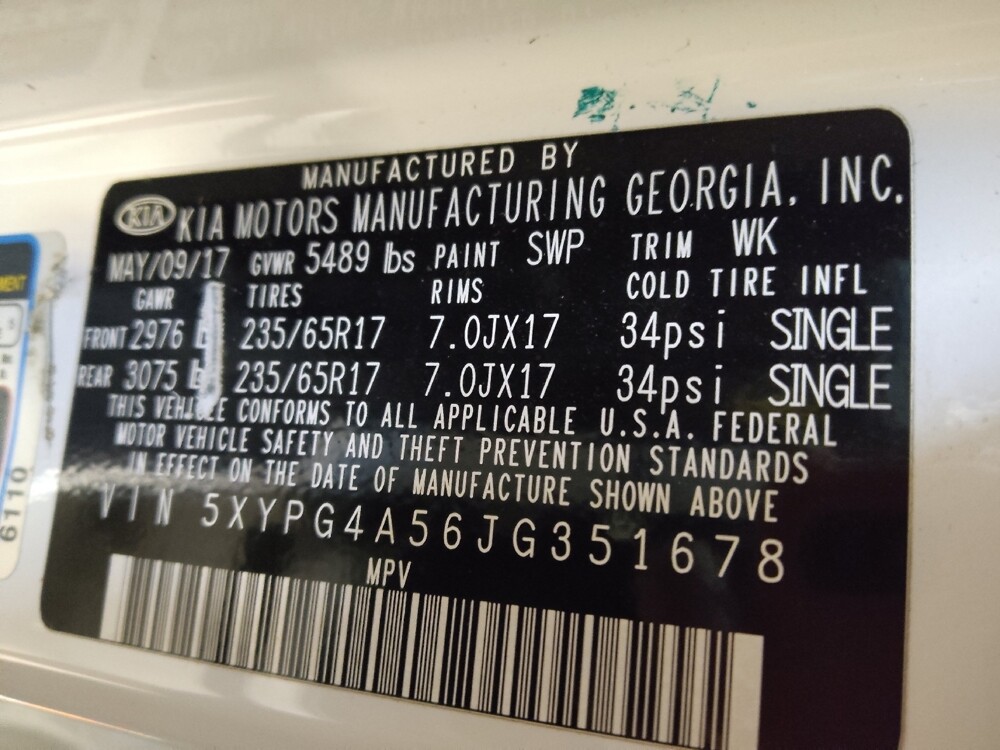 MANUFACTURED BY
KIA KIA MOTORS MANUFACTURING GEORGIA, INC.
MAY/09/17 GVWR 5489 lbs PAINT SWP TRIM WK
GAWR TIRES RIMS COLD TIRE INFL
FRONT 2976 235/65R17 7.0JX17 34psi SINGLE
REAR 3075 235/65R17 7.0JX17 34psi SINGLE
THIS VEHICLE CONFORMS TO ALL APPLICABLE U.S.A. FEDERAL
MOTOR VEHICLE SAFETY AND THEFT PREVENTION STANDARDS
IN EFFECT ON THE DATE OF MANUFACTURE SHOWN ABOVE
VIN 5XYPG4A56JG351678
MPV
6110